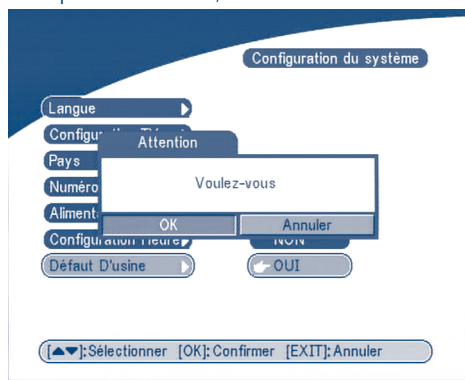 Configuration du système
Langue
Attention
Pays
Voulez-vous
OK Annuler
NON
Défaut D'usine OUI
[▲▼]:Sélectionner [OK]:Confirmer [EXIT]:Annuler